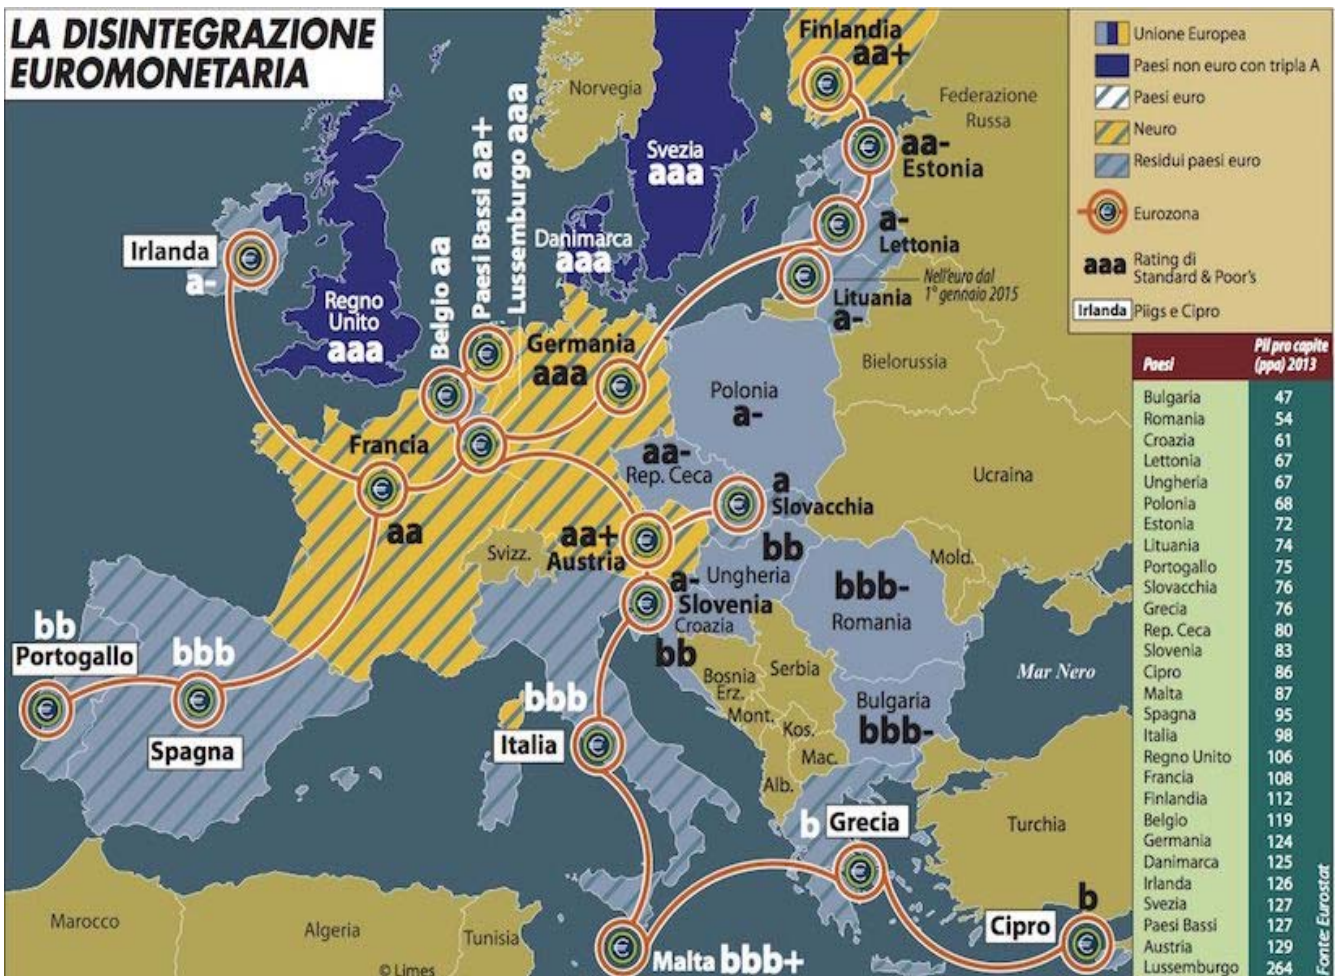 LA DISINTEGRAZIONE
EUROMONETARIA
Unione Europea
Paesi non euro con tripla A
Paesi euro
Neuro
Residui paesi euro
Eurozona
aaa Rating di
Standard & Poor's
Irlanda Piigs e Cipro
Finlandia
aa+
Norvegia
Federazione
Russa
Svezia
aaa
aa-
Estonia
a-
Lettonia
Nell'euro dal
1° gennaio 2015
Lituania
a-
Irlanda
a-
Regno
Unito
aaa
Belgio aa
Paesi Bassi aa+
Lussemburgo aaa
Danimarca
aaa
Germania
aaa
Polonia
a-
Bielorussia
Ucraina
Francia
aa
aa-
Rep. Ceca
a
Slovacchia
Svizz.
aa+
Austria
bb
Ungheria
a-
Slovenia
Croazia
bb
bbb-
Romania
Mold.
Mar Nero
bb
Portogallo
bbb
Spagna
bbb
Italia
Bosnia
Erz.
Serbia
Mont.
Kos.
Mac.
Alb.
Bulgaria
bbb-
b Grecia
Turchia
b
Cipro
Malta bbb+
Marocco
Algeria
Tunisia
© Limes
Paesi Pil pro capite
(ppa) 2013
Bulgaria 47
Romania 54
Croazia 61
Lettonia 67
Ungheria 67
Polonia 68
Estonia 72
Lituania 74
Portogallo 75
Slovacchia 76
Grecia 76
Rep. Ceca 80
Slovenia 83
Cipro 86
Malta 87
Spagna 95
Italia 98
Regno Unito 106
Francia 108
Finlandia 112
Belgio 119
Germania 124
Danimarca 125
Irlanda 126
Svezia 127
Paesi Bassi 127
Austria 129
Lussemburgo 264
Fonte: Eurostat